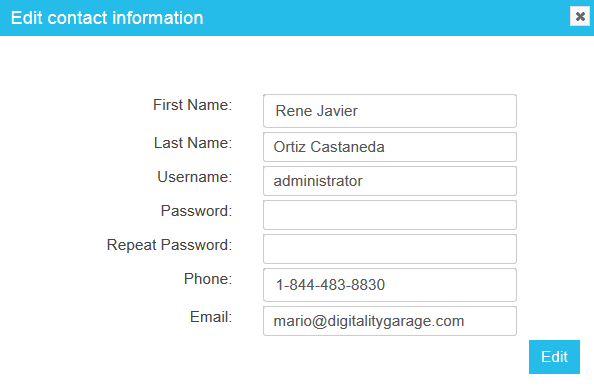 Edit contact information
First Name: Rene Javier
Last Name: Ortiz Castaneda
Username: administrator
Password:
Repeat Password:
Phone: 1-844-483-8830
Email: mario@digitalitygarage.com
Edit